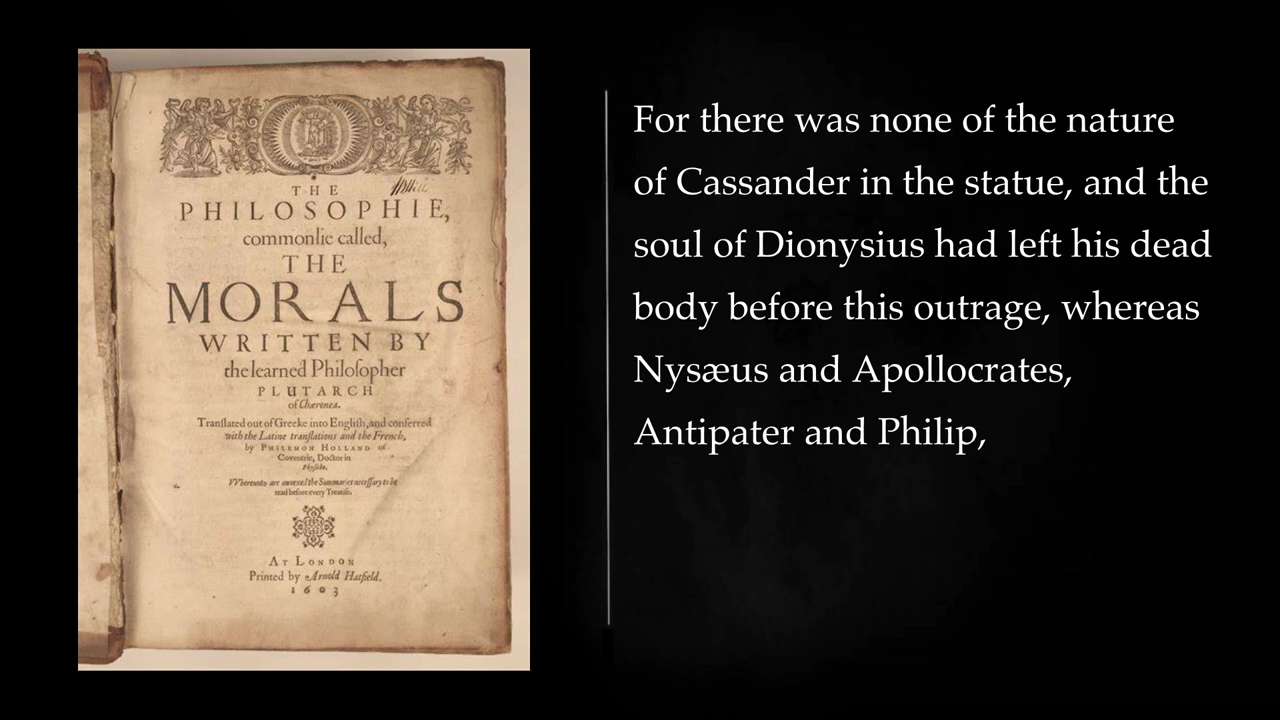 THE
PHILOSOPHIE,
commonlie called,
THE
MORALS
WRITTEN BY
the learned Philosopher
PLUTARCH
of Chæronea.
Translated out of Greeke into English, and conferred
with the Latine translations and the French,
by PHILEMON HOLLAND of
Coventrie, Doctor in
Physicke.
VVhereunto are annexed the Summaries necessary to be
read before every Treatise.
AT LONDON
Printed by Arnold Hatfield.
1603
For there was none of the nature
of Cassander in the statue, and the
soul of Dionysius had left his dead
body before this outrage, whereas
Nysæus and Apollocrates,
Antipater and Philip,